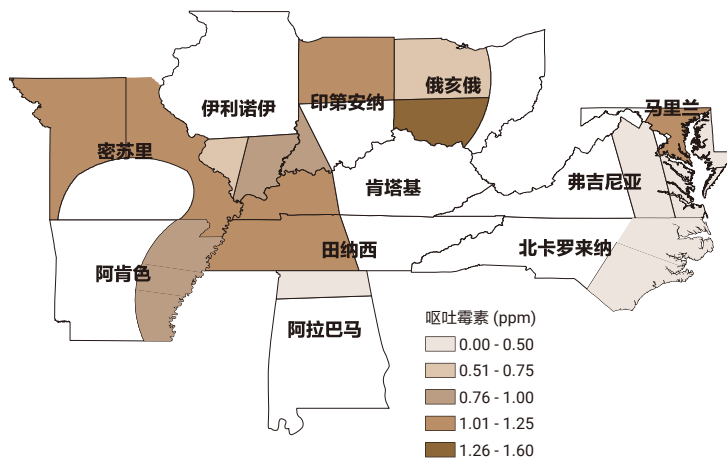 俄亥俄
伊利诺伊
印第安纳
马里兰
密苏里
肯塔基
弗吉尼亚
田纳西
北卡罗来纳
阿肯色
阿拉巴马
呕吐霉素 (ppm)
0.00 - 0.50
0.51 - 0.75
0.76 - 1.00
1.01 - 1.25
1.26 - 1.60